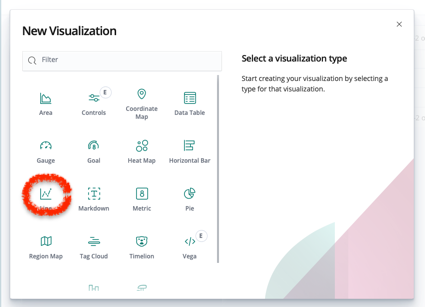 New Visualization
Filter
Select a visualization type
Start creating your visualization by selecting a
type for that visualization.
E
Area
Controls
Coordinate
Map
Data Table
Gauge
Goal
Heat Map
Horizontal Bar
T
8
Markdown
Metric
Pie
E
Region Map
Tag Cloud
Timelion
Vega